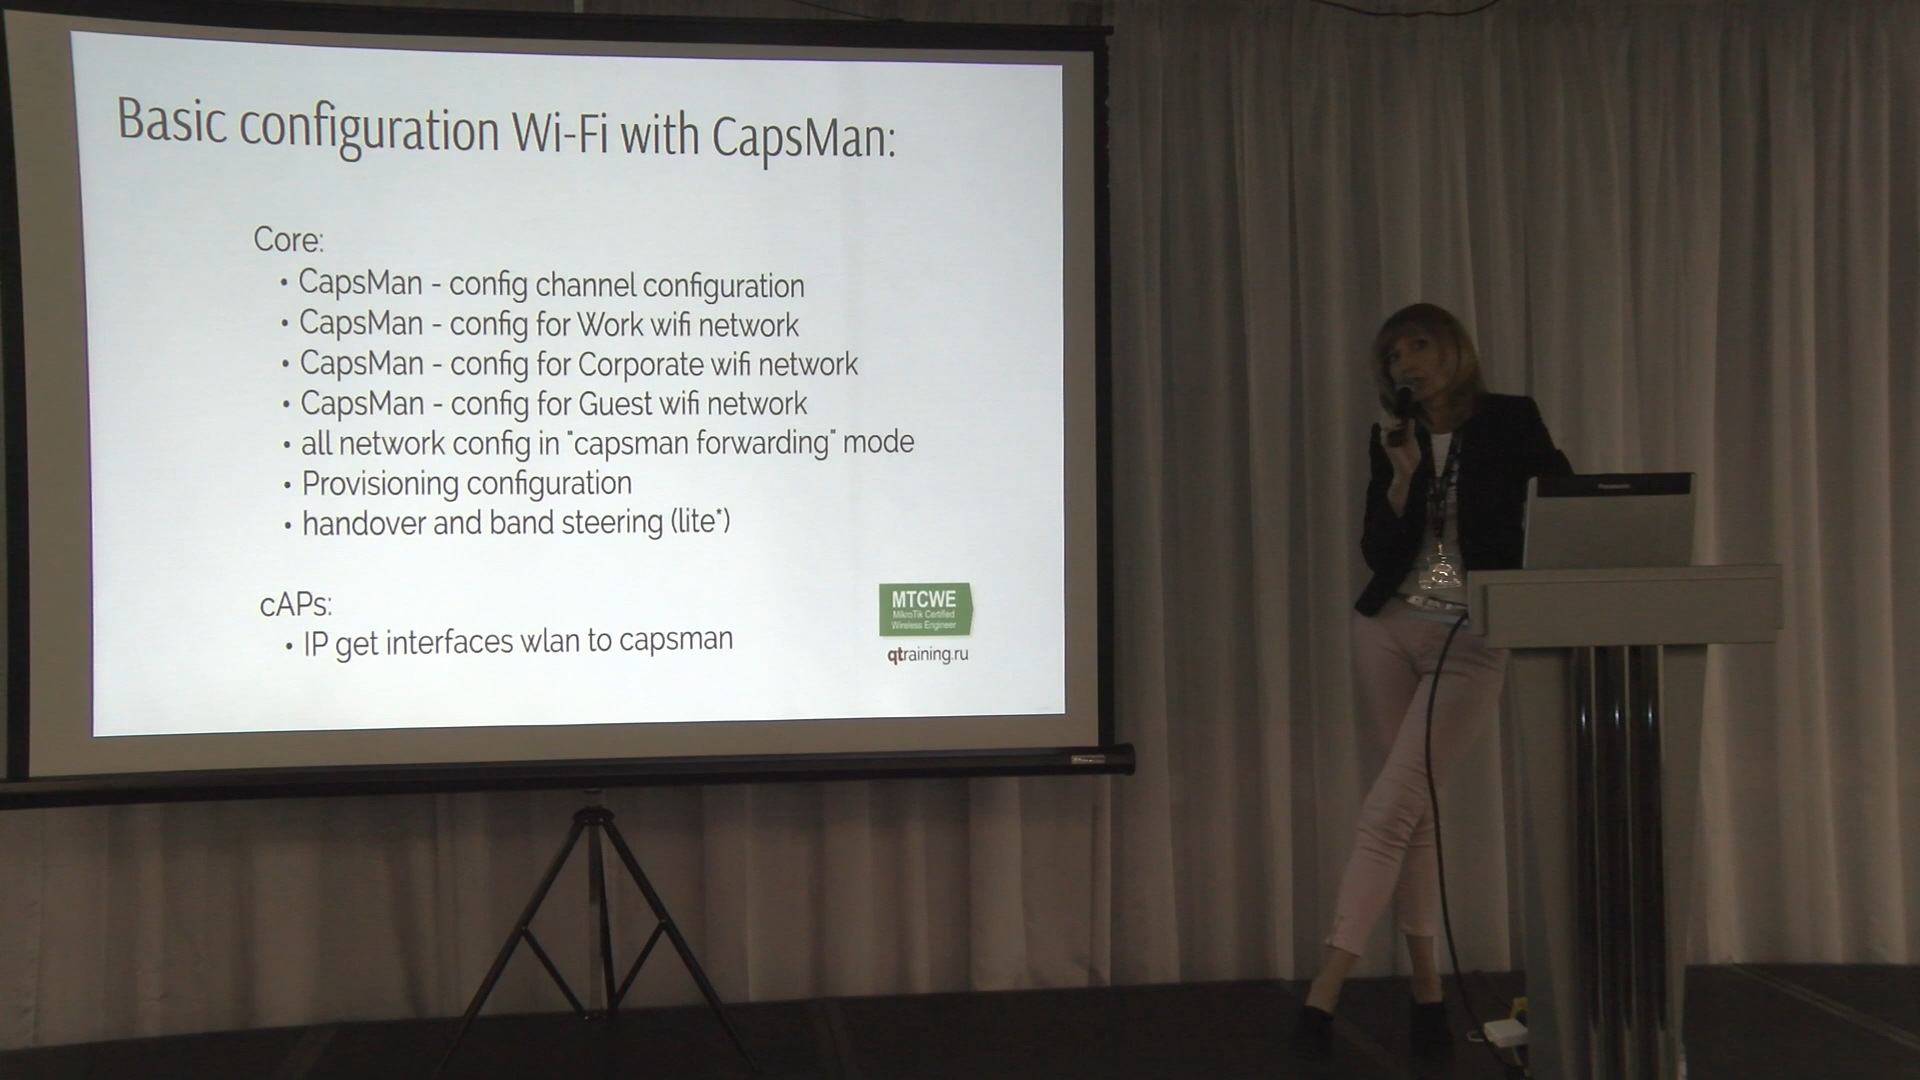 Basic configuration Wi-Fi with CapsMan:
Core:
• CapsMan - config channel configuration
• CapsMan - config for Work wifi network
• CapsMan - config for Corporate wifi network
• CapsMan - config for Guest wifi network
• all network config in "capsman forwarding" mode
• Provisioning configuration
• handover and band steering (lite*)
cAPs:
• IP get interfaces wlan to capsman
MTCWE
MikroTik Certified
Wireless Engineer
qtraining.ru
Panasonic